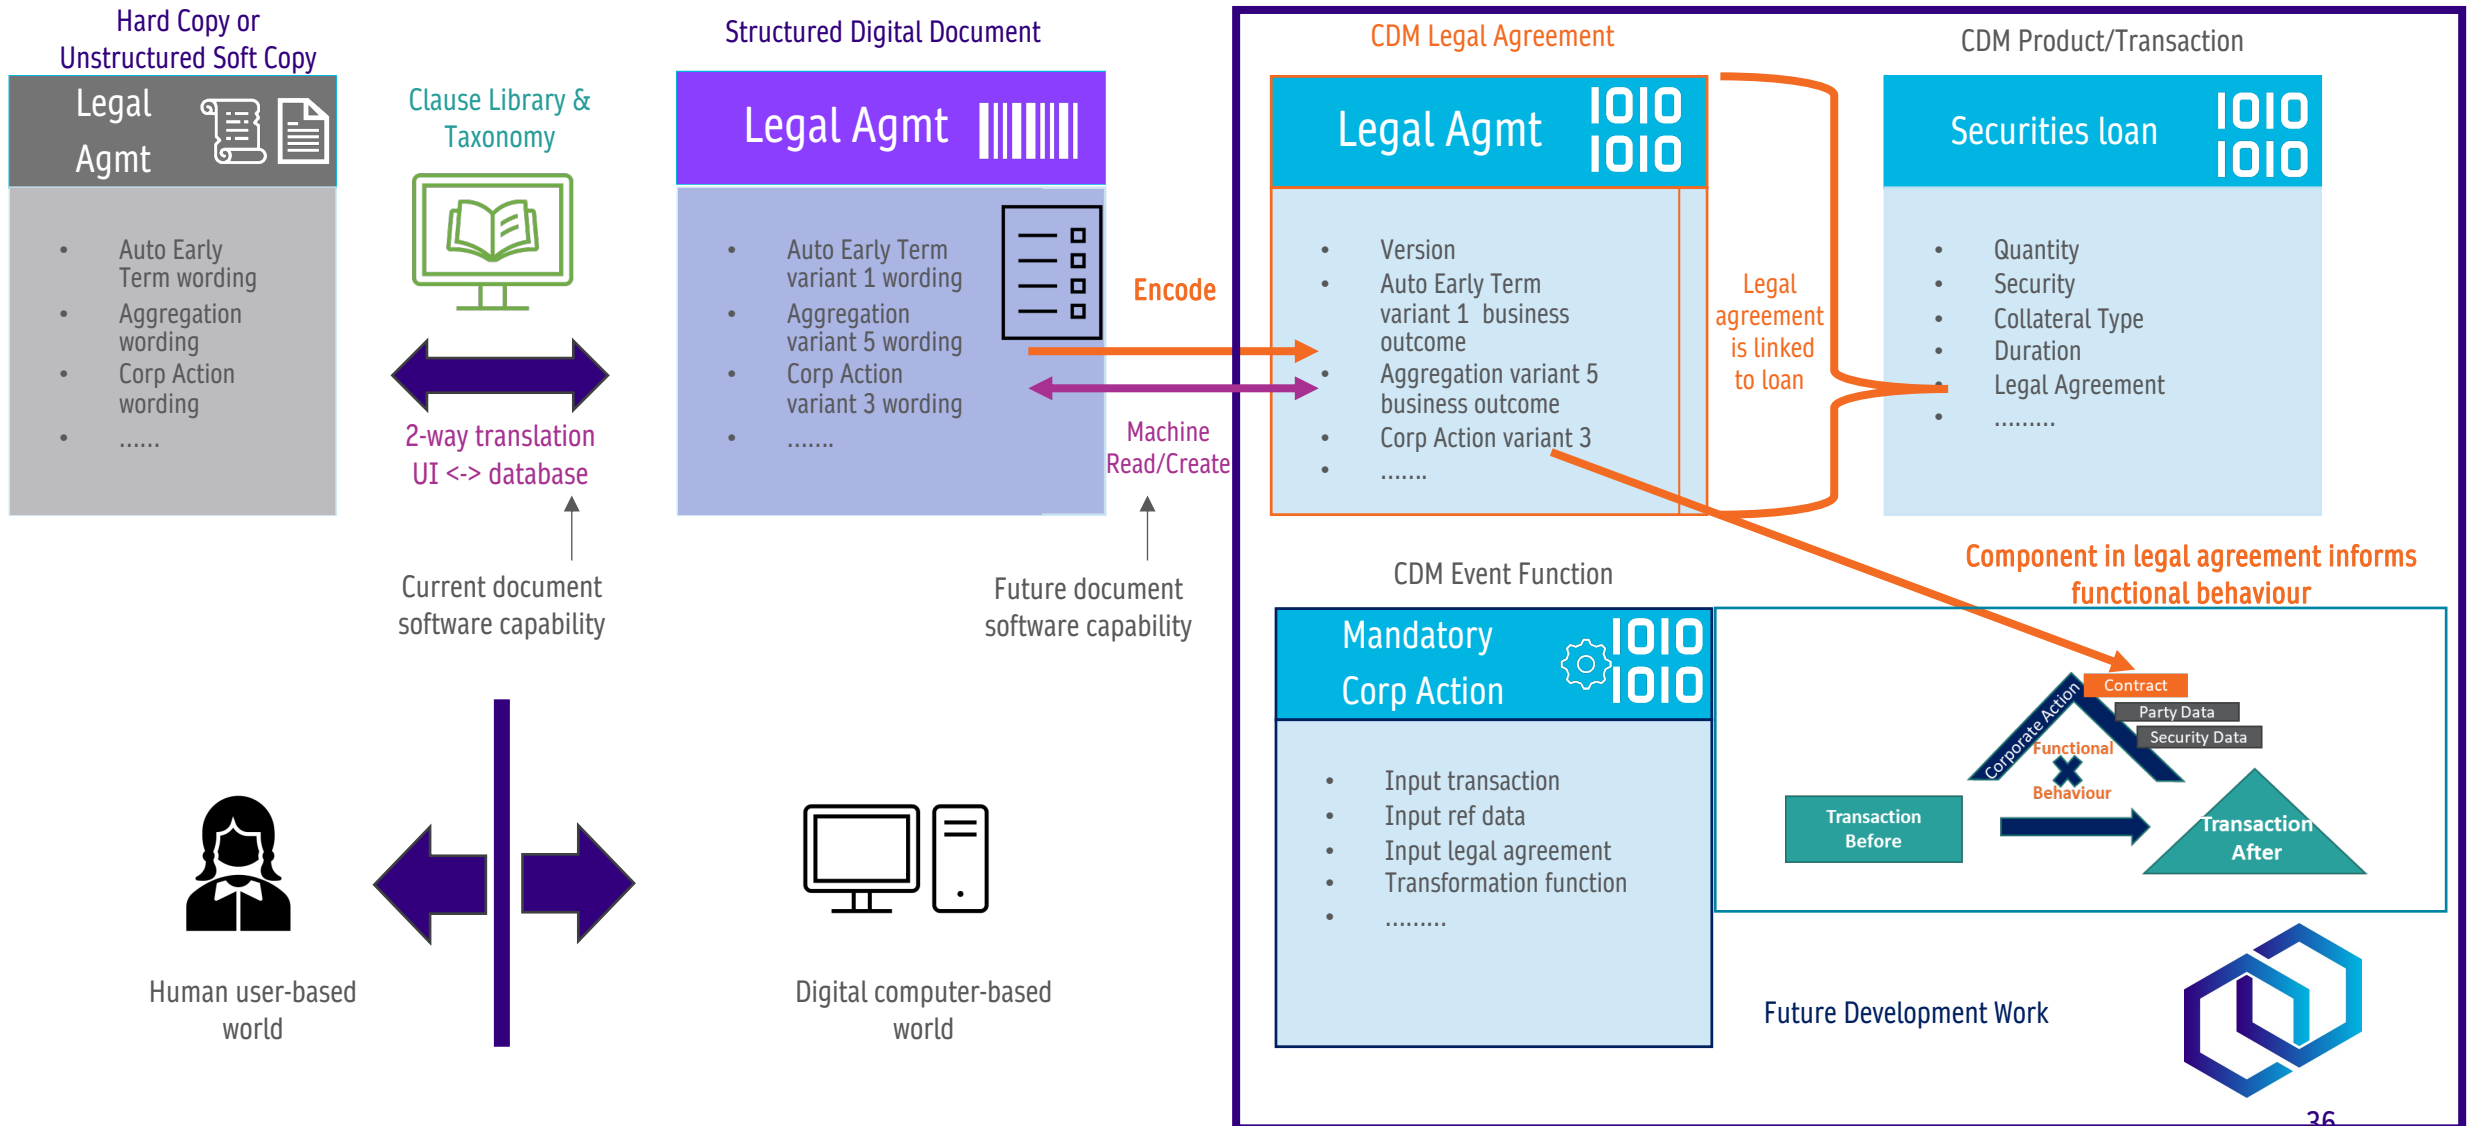 Hard Copy or
Unstructured Soft Copy
Legal
Agmt
• Auto Early
Term wording
• Aggregation
wording
• Corp Action
wording
• ......
Clause Library &
Taxonomy
2-way translation
UI <-> database
Current document
software capability
Structured Digital Document
Legal Agmt
• Auto Early Term
variant 1 wording
• Aggregation
variant 5 wording
• Corp Action
variant 3 wording
• .......
Encode
Machine
Read/Create
Future document
software capability
CDM Legal Agreement
Legal Agmt
IOIO
IOIO
• Version
• Auto Early Term
variant 1 business
outcome
• Aggregation variant 5
business outcome
• Corp Action variant 3
• .......
Legal
agreement
is linked
to loan
CDM Product/Transaction
Securities loan
IOIO
IOIO
• Quantity
• Security
• Collateral Type
• Duration
• Legal Agreement
• .........
Component in legal agreement informs
functional behaviour
CDM Event Function
Mandatory
Corp Action
IOIO
IOIO
• Input transaction
• Input ref data
• Input legal agreement
• Transformation function
• .........
Contract
Party Data
Security Data
Corporate Action
Functional
Behaviour
Transaction
Before
Transaction
After
Human user-based
world
Digital computer-based
world
Future Development Work
36